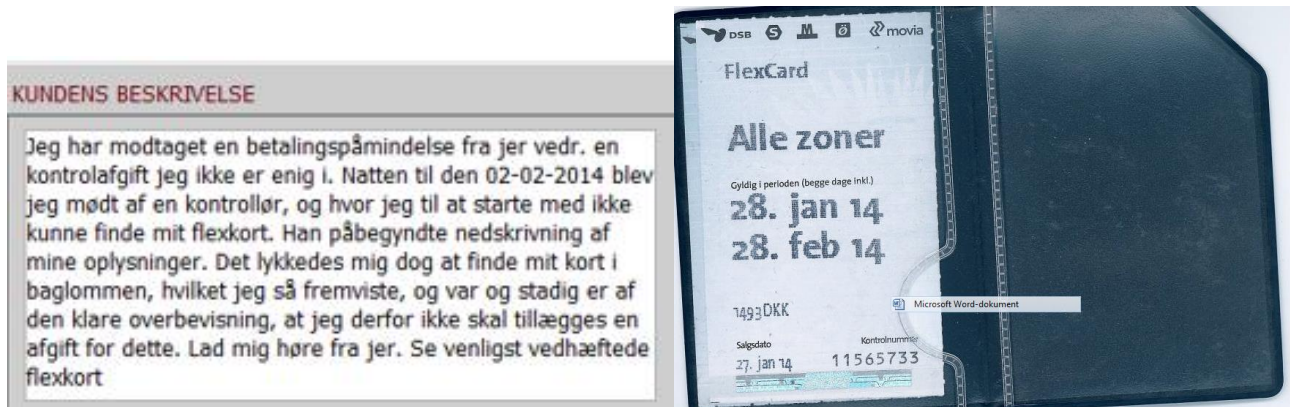 KUNDENS BESKRIVELSE
Jeg har modtaget en betalingspåmindelse fra jer vedr. en
kontrolafgift jeg ikke er enig i. Natten til den 02-02-2014 blev
jeg mødt af en kontrollør, og hvor jeg til at starte med ikke
kunne finde mit flexkort. Han påbegyndte nedskrivning af
mine oplysninger. Det lykkedes mig dog at finde mit kort i
baglommen, hvilket jeg så fremviste, og var og stadig er af
den klare overbevisning, at jeg derfor ikke skal tillægges en
afgift for dette. Lad mig høre fra jer. Se venligst vedhæftede
flexkort
DSB S M Ö movia
FlexCard
Alle zoner
Gyldig i perioden (begge dage inkl.)
28. jan 14
28. feb 14
Microsoft Word-dokument
1493DKK
Salgsdato Kontrolnummer
27. jan 14 11565733